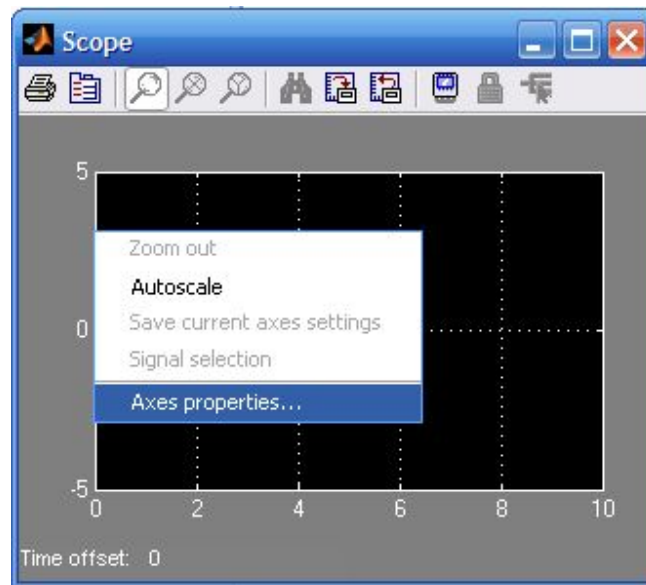 Scope
5
Zoom out
Autoscale
0
Save current axes settings
Signal selection
Axes properties...
-5
0 2 4 6 8 10
Time offset: 0